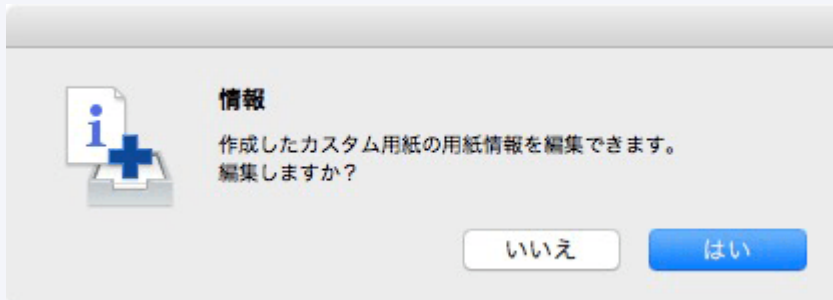 情報
作成したカスタム用紙の用紙情報を編集できます。
編集しますか？
いいえ
はい